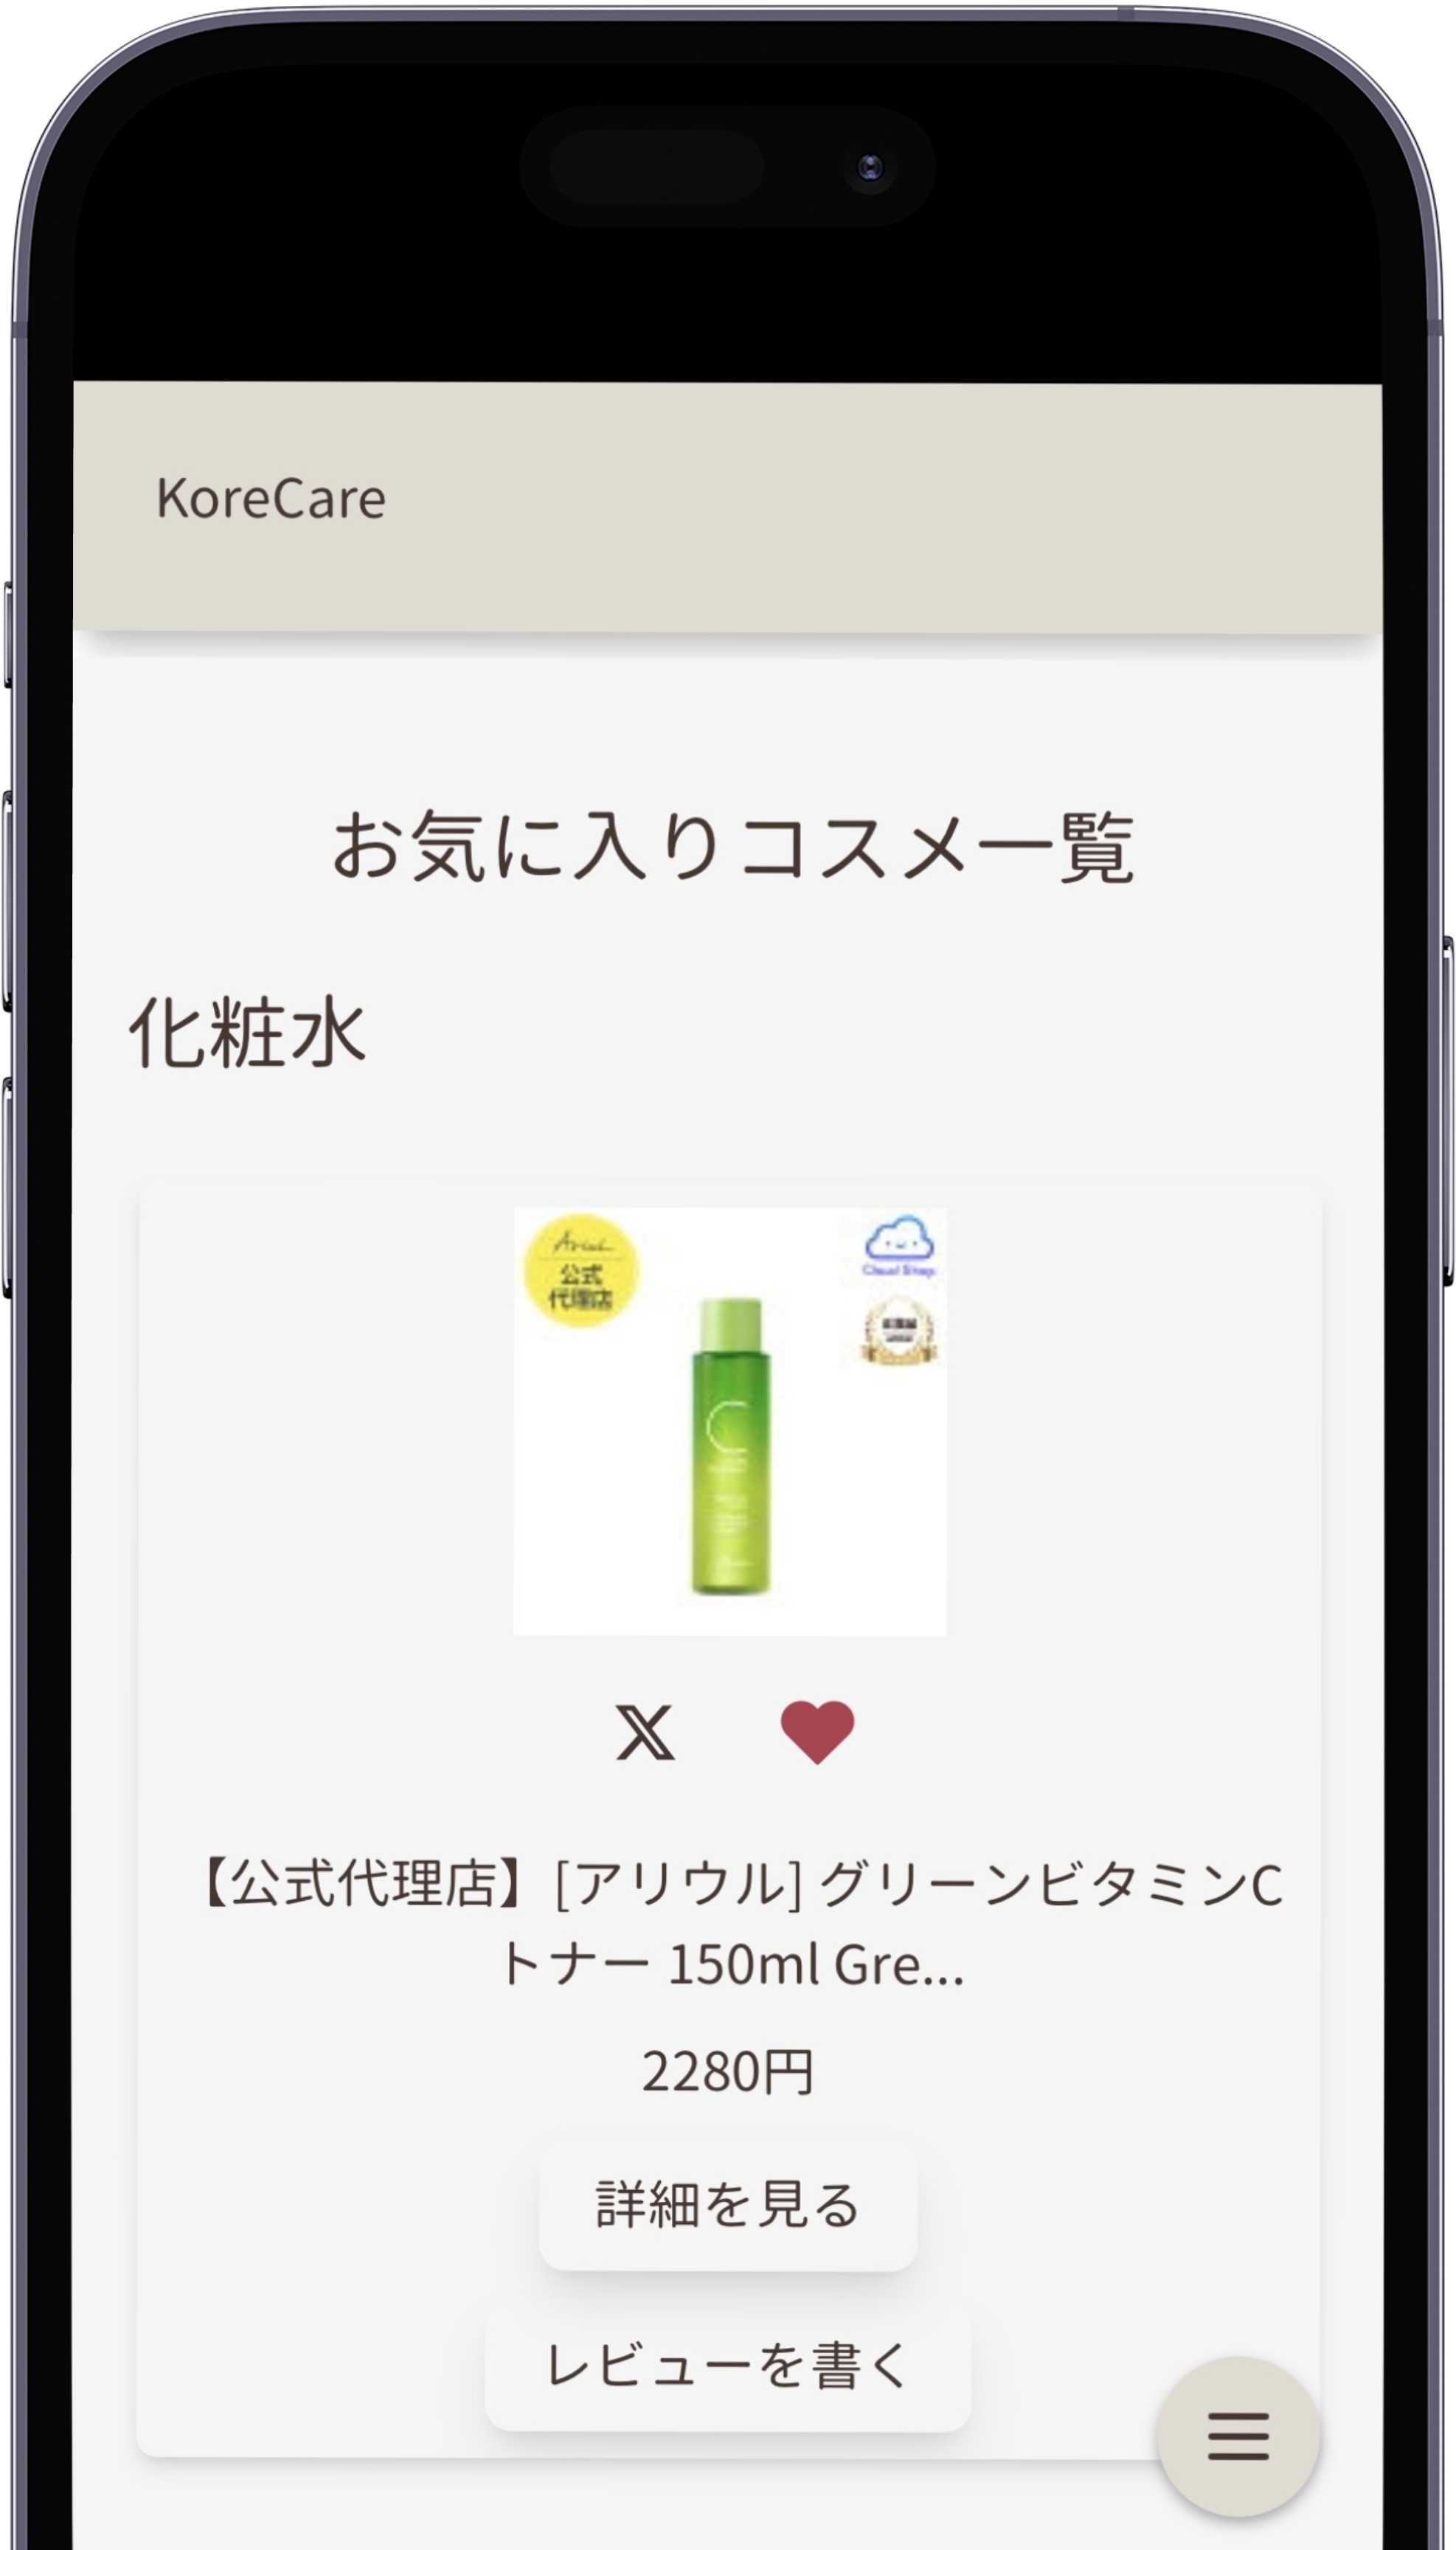 KoreCare
お気に入りコスメ一覧
化粧水
Ariul
公式
代理店
Cloud Shop
【公式代理店】[アリウル] グリーンビタミンC
トナー 150ml Gre...
2280円
詳細を見る
レビューを書く